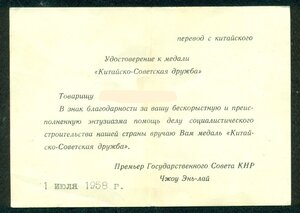 перевод с китайского
Удостоверение к медали
«Китайско-Советская дружба»
Товарищу
В знак благодарности за вашу бескорыстную и преис-
полненную энтузиазма помощь делу социалистического
строительства нашей страны вручаю Вам медаль «Китай-
ско-Советская дружба».
Премьер Государственного Совета КНР
Чжоу Энь-лай
1 июля 1958 г.